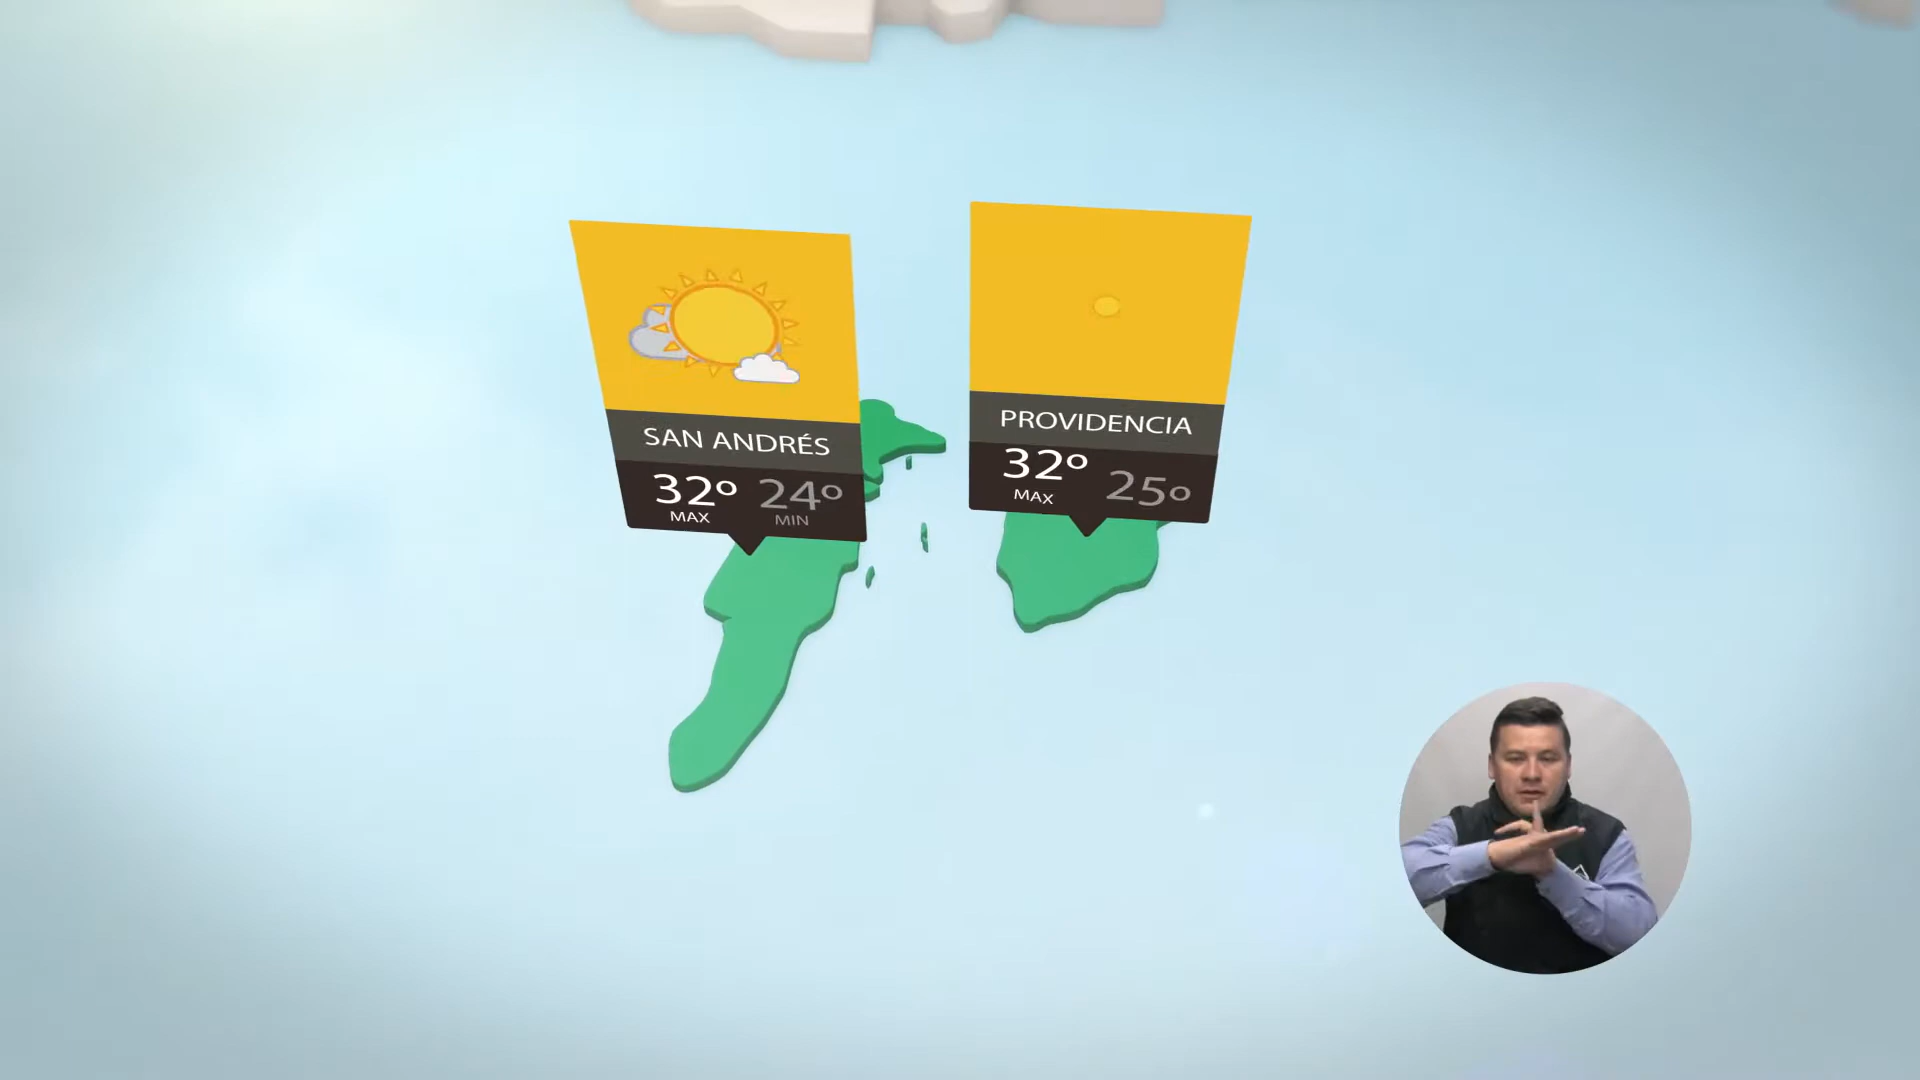 SAN ANDRÉS
32º 24º
MAX MIN
PROVIDENCIA
32º 25º
MAX